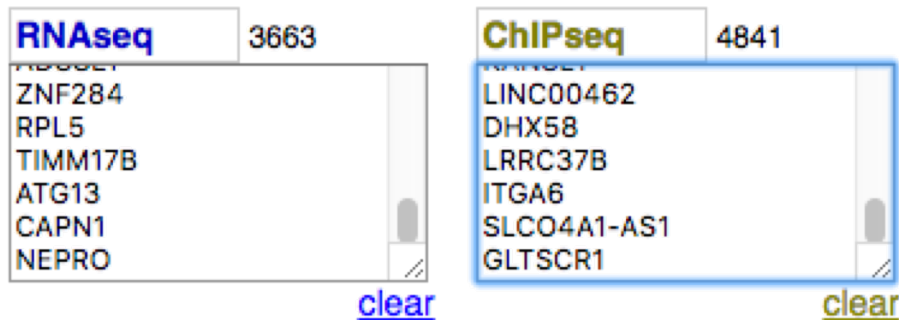 RNAseq 3663
ZNF284
RPL5
TIMM17B
ATG13
CAPN1
NEPRO
clear
ChIPseq 4841
LINC00462
DHX58
LRRC37B
ITGA6
SLCO4A1-AS1
GLTSCR1
clear